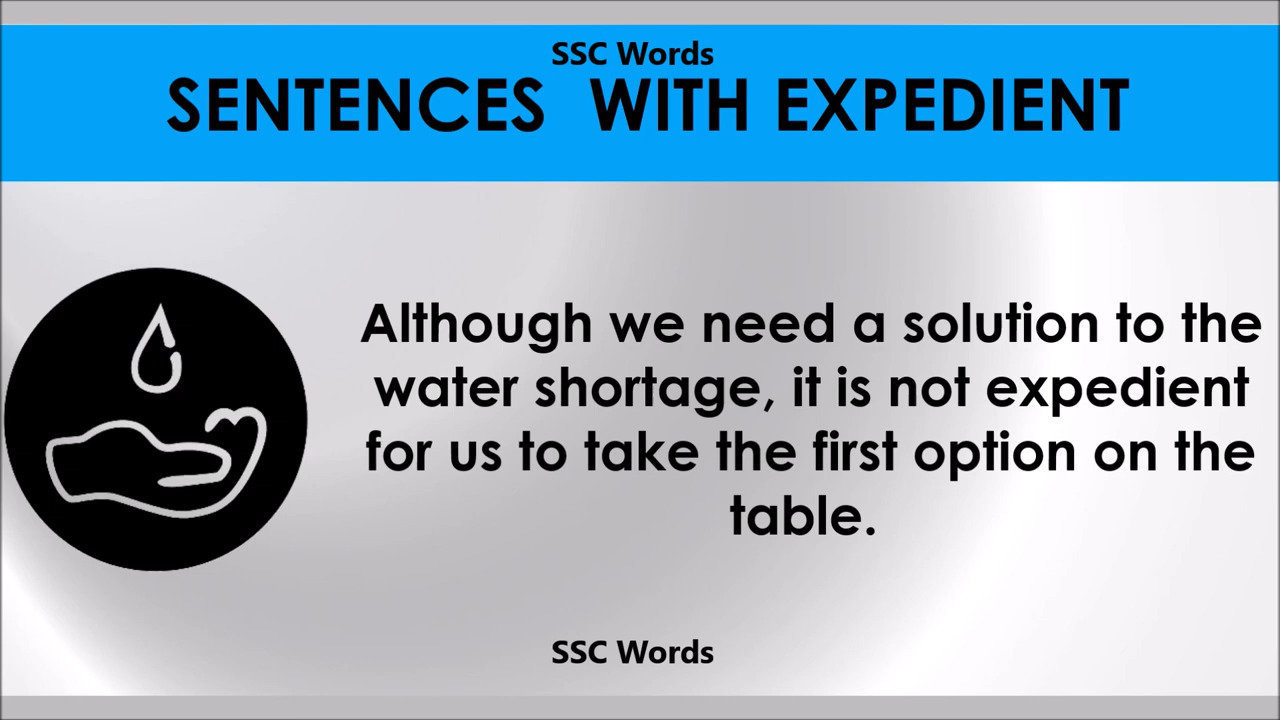 SSC Words
SENTENCES WITH EXPEDIENT
Although we need a solution to the
water shortage, it is not expedient
for us to take the first option on the
table.
SSC Words